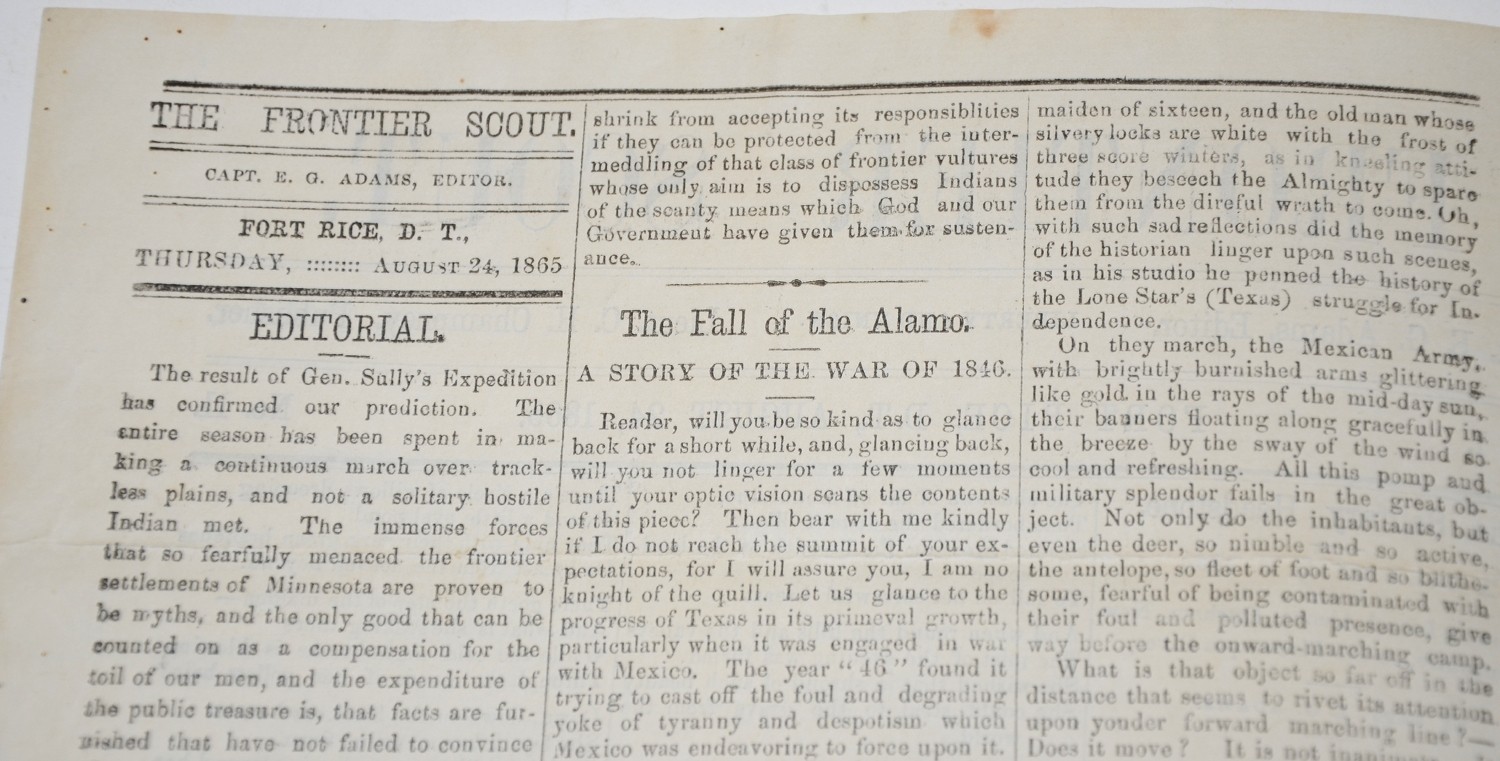 THE FRONTIER SCOUT.
CAPT. E. G. ADAMS, EDITOR.
FORT RICE, D. T.,
THURSDAY, :::::::: AUGUST 24, 1865
EDITORIAL.
The result of Gen. Sully's Expedition
has confirmed our prediction. The
entire season has been spent in ma-
king a continuous march over track-
less plains, and not a solitary hostile
Indian met. The immense forces
that so fearfully menaced the frontier
settlements of Minnesota are proven to
be myths, and the only good that can be
counted on as a compensation for the
toil of our men, and the expenditure of
the public treasure is, that facts are fur-
nished that have not failed to convince
shrink from accepting its responsiblities
if they can be protected from the inter-
meddling of that class of frontier vultures
whose only aim is to dispossess Indians
of the scanty means which God and our
Government have given them for susten-
ance.
The Fall of the Alamo.
A STORY OF THE WAR OF 1846.
Reader, will you be so kind as to glance
back for a short while, and, glancing back,
will you not linger for a few moments
until your optic vision scans the contents
of this piece? Then bear with me kindly
if I do not reach the summit of your ex-
pectations, for I will assure you, I am no
knight of the quill. Let us glance to the
progress of Texas in its primeval growth,
particularly when it was engaged in war
with Mexico. The year "46" found it
trying to cast off the foul and degrading
yoke of tyranny and despotism which
Mexico was endeavoring to force upon it.
maiden of sixteen, and the old man whose
silvery locks are white with the frost of
three score winters, as in kneeling atti-
tude they beseech the Almighty to spare
them from the direful wrath to come. Oh,
with such sad reflections did the memory
of the historian linger upon such scenes,
as in his studio he penned the history of
the Lone Star's (Texas) struggle for In-
dependence.
On they march, the Mexican Army,
with brightly burnished arms glittering
like gold in the rays of the mid-day sun,
their banners floating along gracefully in
the breeze by the sway of the wind so
cool and refreshing. All this pomp and
military splendor fails in the great ob-
ject. Not only do the inhabitants, but
even the deer, so nimble and so active,
the antelope, so fleet of foot and so blithe-
some, fearful of being contaminated with
their foul and polluted presence, give
way before the onward-marching camp.
What is that object so far off in the
distance that seems to rivet its attention
upon yonder forward marching line?—
Does it move? It is not